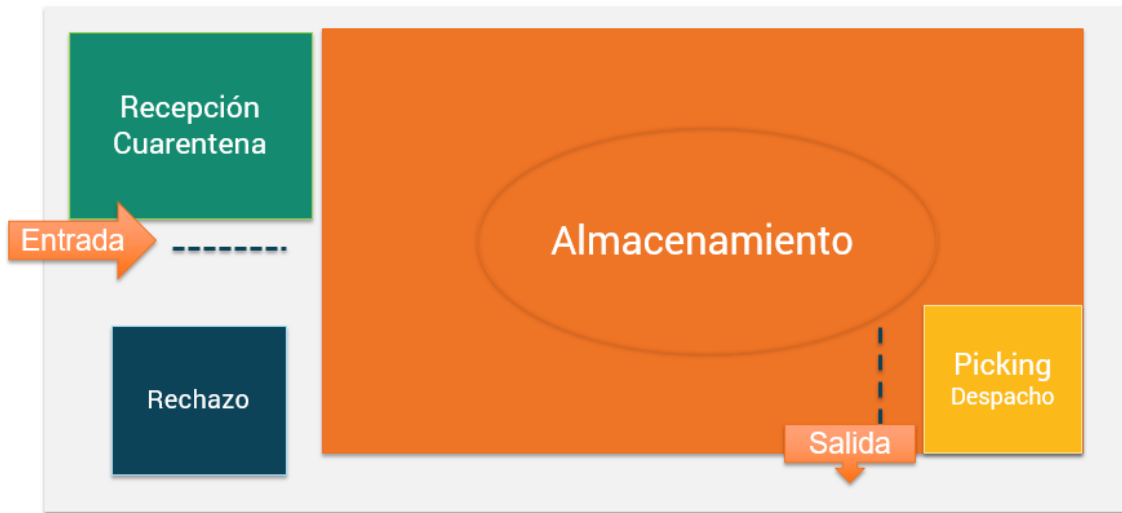 Recepción
Cuarentena
Entrada
Almacenamiento
Rechazo
Picking
Despacho
Salida